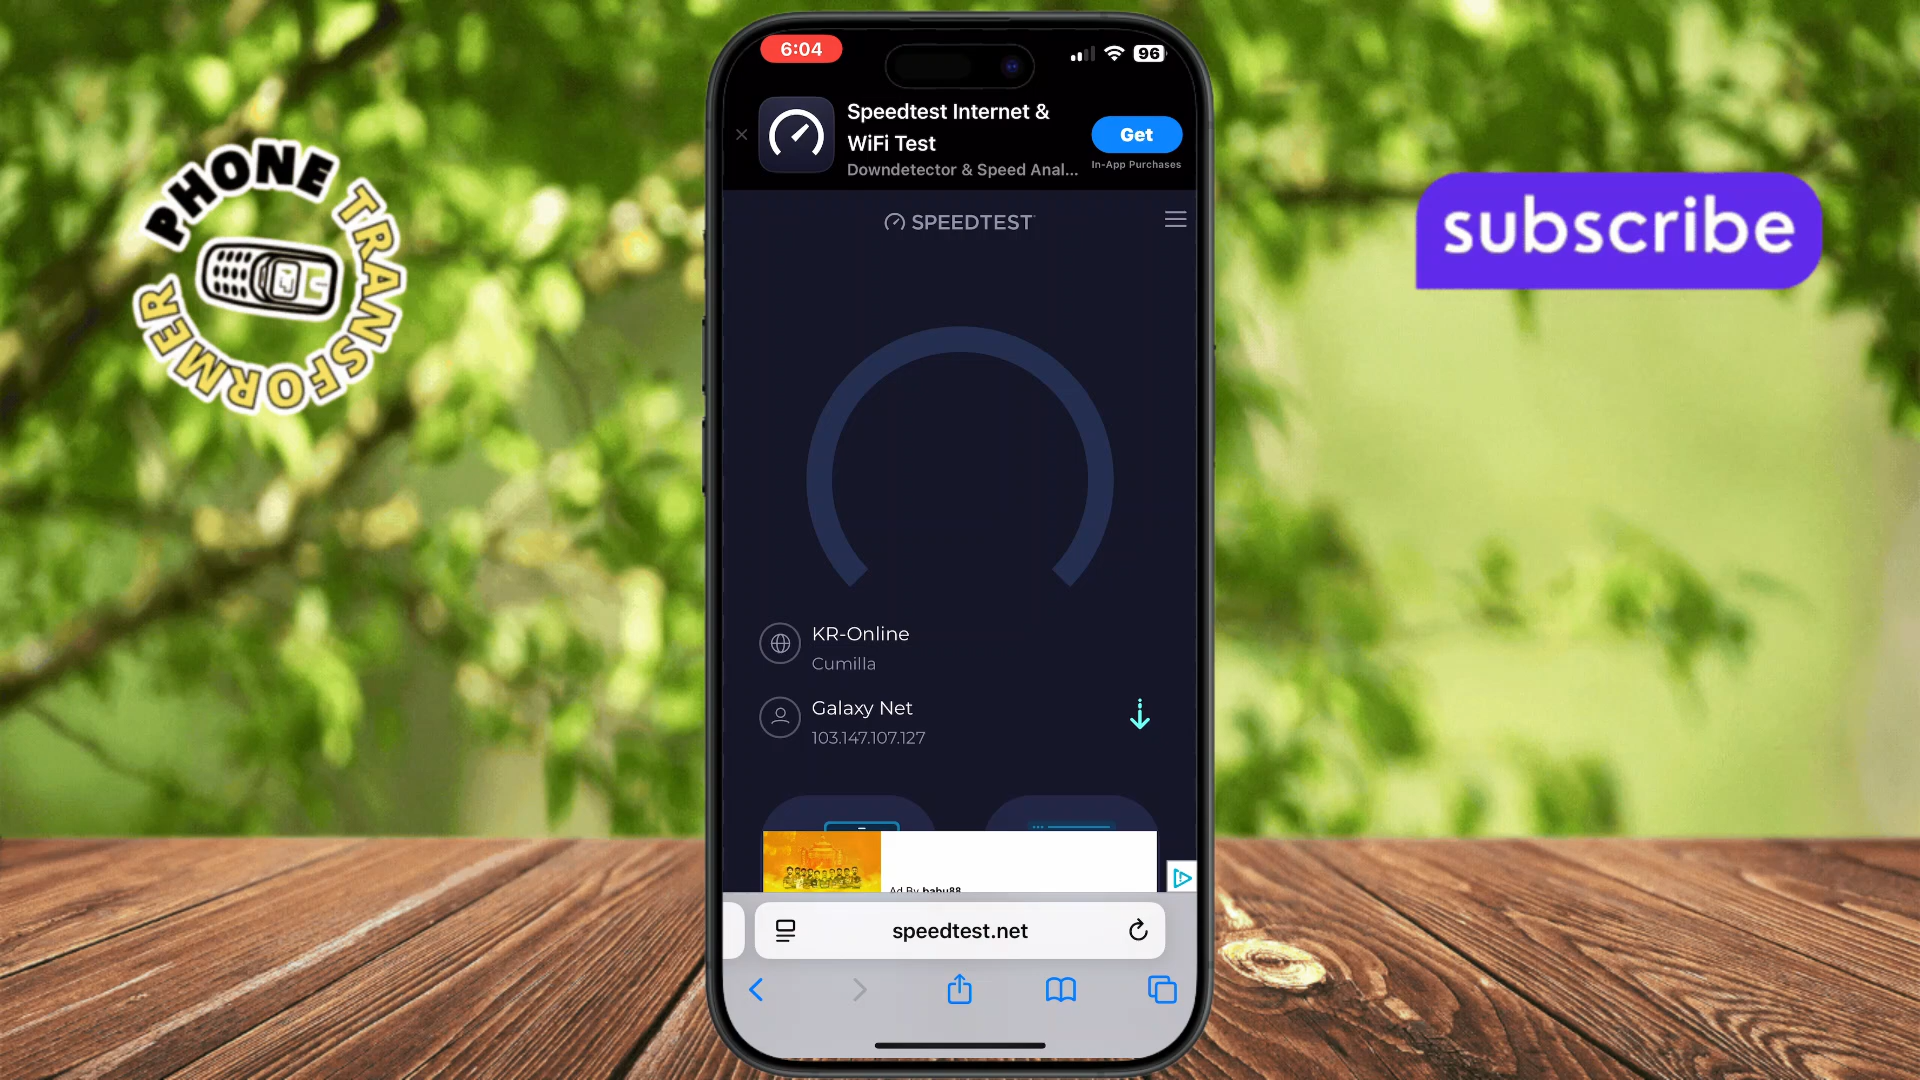 PHONE TRANSFORMER
subscribe
6:04
96
Speedtest Internet &
WiFi Test
Downdetector & Speed Anal...
Get
In-App Purchases
SPEEDTEST
KR-Online
Cumilla
Galaxy Net
103.147.107.127
Ad By babu88
speedtest.net